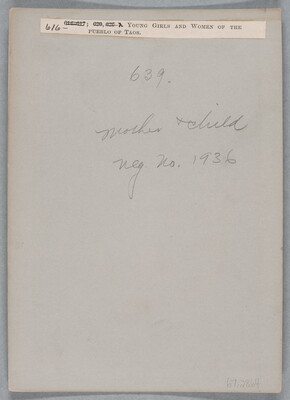 616- Young Girls and Women of the
Pueblo of Taos.
639.
Mother & child
Neg No. 1936